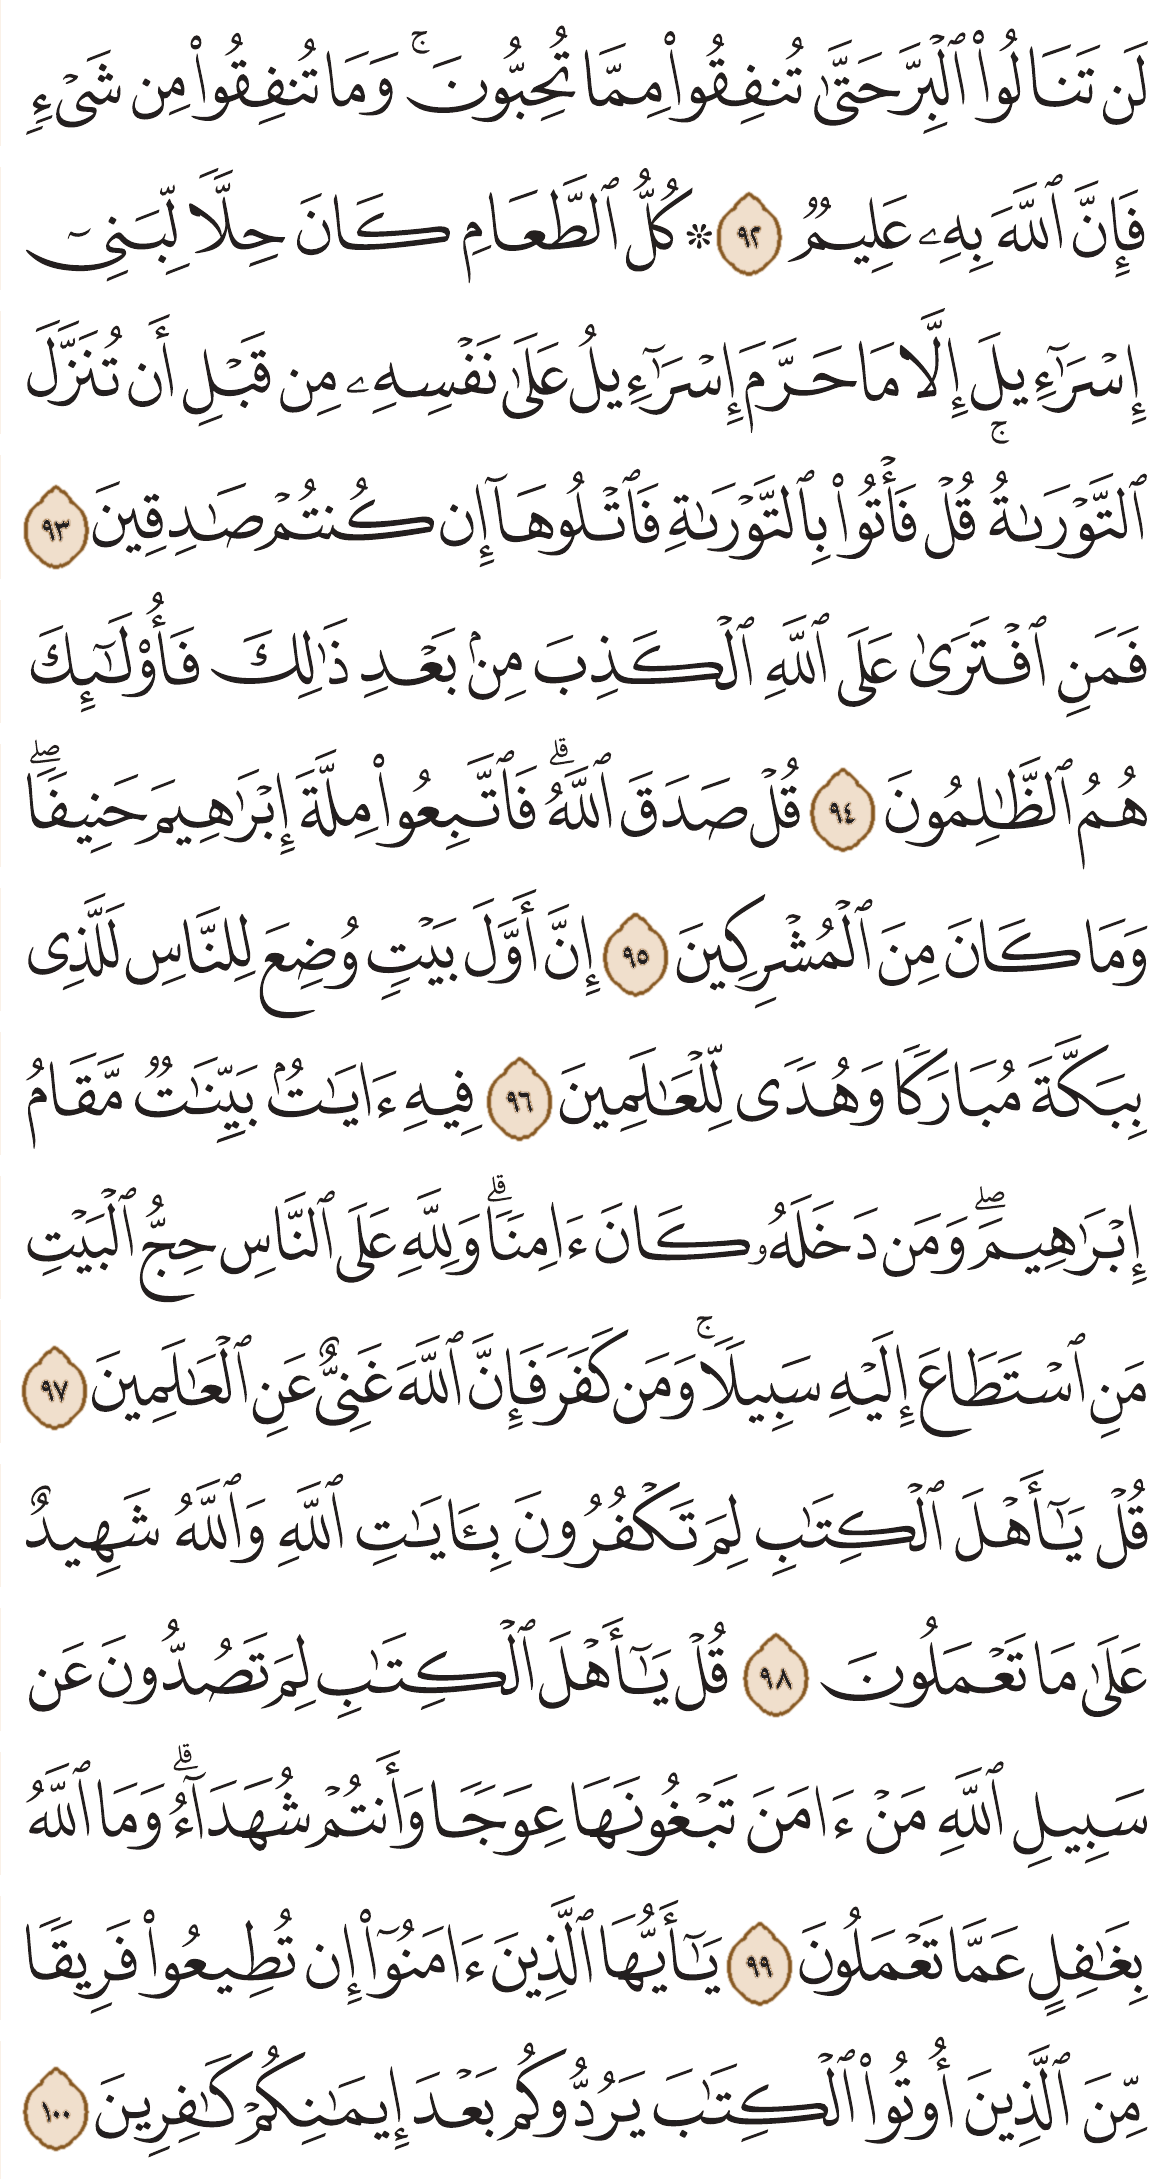 لَن تَنَالُوا۟ ٱلْبِرَّ حَتَّىٰ تُنفِقُوا۟ مِمَّا تُحِبُّونَ ۚ وَمَا تُنفِقُوا۟ مِن شَىْءٍۢ
فَإِنَّ ٱللَّهَ بِهِۦ عَلِيمٌۭ ٩٢ ۞ كُلُّ ٱلطَّعَامِ كَانَ حِلًّۭا لِّبَنِىٓ
إِسْرَٰٓءِيلَ إِلَّا مَا حَرَّمَ إِسْرَٰٓءِيلُ عَلَىٰ نَفْسِهِۦ مِن قَبْلِ أَن تُنَزَّلَ
ٱلتَّوْرَىٰةُ ۗ قُلْ فَأْتُوا۟ بِٱلتَّوْرَىٰةِ فَٱتْلُوهَآ إِن كُنتُمْ صَـٰدِقِينَ ٩٣
فَمَنِ ٱفْتَرَىٰ عَلَى ٱللَّهِ ٱلْكَذِبَ مِنۢ بَعْدِ ذَٰلِكَ فَأُو۟لَـٰٓئِكَ
هُمُ ٱلظَّـٰلِمُونَ ٩٤ قُلْ صَدَقَ ٱللَّهُ ۗ فَٱتَّبِعُوا۟ مِلَّةَ إِبْرَٰهِيمَ حَنِيفًۭا ۖ
وَمَا كَانَ مِنَ ٱلْمُشْرِكِينَ ٩٥ إِنَّ أَوَّلَ بَيْتٍۢ وُضِعَ لِلنَّاسِ لَلَّذِى
بِبَكَّةَ مُبَارَكًۭا وَهُدًۭى لِّلْعَـٰلَمِينَ ٩٦ فِيهِ ءَايَـٰتٌۢ بَيِّنَـٰتٌۭ مَّقَامُ
إِبْرَٰهِيمَ ۖ وَمَن دَخَلَهُۥ كَانَ ءَامِنًۭا ۗ وَلِلَّهِ عَلَى ٱلنَّاسِ حِجُّ ٱلْبَيْتِ
مَنِ ٱسْتَطَاعَ إِلَيْهِ سَبِيلًۭا ۚ وَمَن كَفَرَ فَإِنَّ ٱللَّهَ غَنِىٌّ عَنِ ٱلْعَـٰلَمِينَ ٩٧
قُلْ يَـٰٓأَهْلَ ٱلْكِتَـٰبِ لِمَ تَكْفُرُونَ بِـَٔايَـٰتِ ٱللَّهِ وَٱللَّهُ شَهِيدٌ
عَلَىٰ مَا تَعْمَلُونَ ٩٨ قُلْ يَـٰٓأَهْلَ ٱلْكِتَـٰبِ لِمَ تَصُدُّونَ عَن
سَبِيلِ ٱللَّهِ مَنْ ءَامَنَ تَبْغُونَهَا عِوَجًۭا وَأَنتُمْ شُهَدَآءُ ۗ وَمَا ٱللَّهُ
بِغَـٰفِلٍ عَمَّا تَعْمَلُونَ ٩٩ يَـٰٓأَيُّهَا ٱلَّذِينَ ءَامَنُوٓا۟ إِن تُطِيعُوا۟ فَرِيقًۭا
مِّنَ ٱلَّذِينَ أُوتُوا۟ ٱلْكِتَـٰبَ يَرُدُّوكُم بَعْدَ إِيمَـٰنِكُمْ كَـٰفِرِينَ ١٠٠